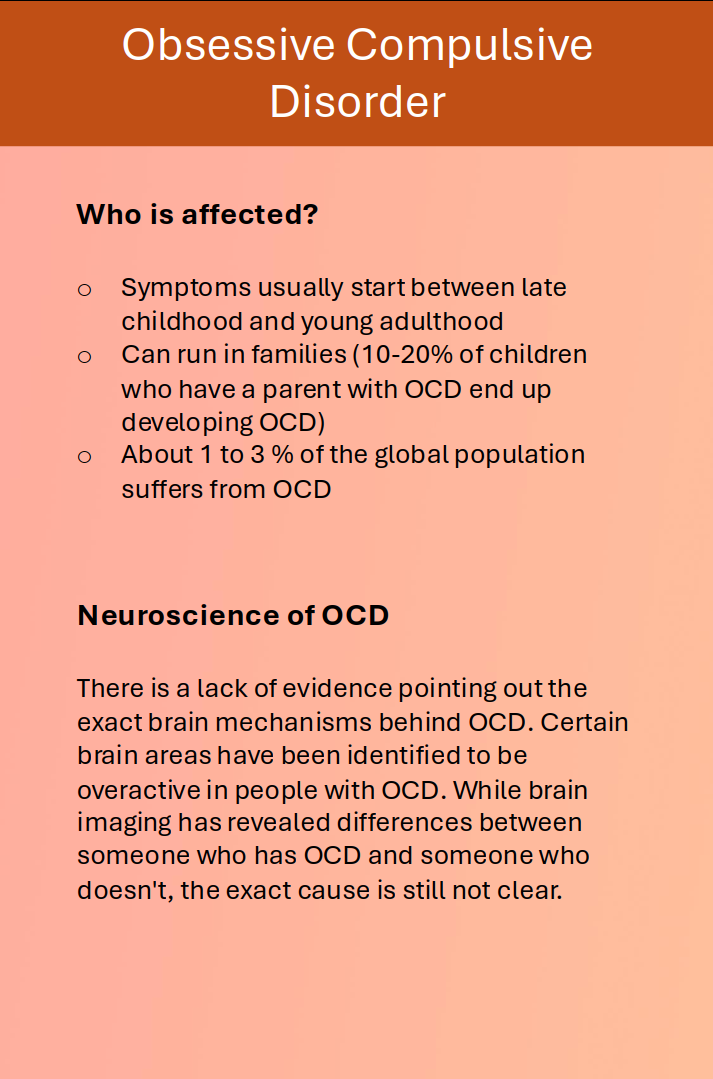 Obsessive Compulsive
Disorder
Who is affected?
o Symptoms usually start between late
childhood and young adulthood
o Can run in families (10-20% of children
who have a parent with OCD end up
developing OCD)
o About 1 to 3 % of the global population
suffers from OCD
Neuroscience of OCD
There is a lack of evidence pointing out the
exact brain mechanisms behind OCD. Certain
brain areas have been identified to be
overactive in people with OCD. While brain
imaging has revealed differences between
someone who has OCD and someone who
doesn't, the exact cause is still not clear.